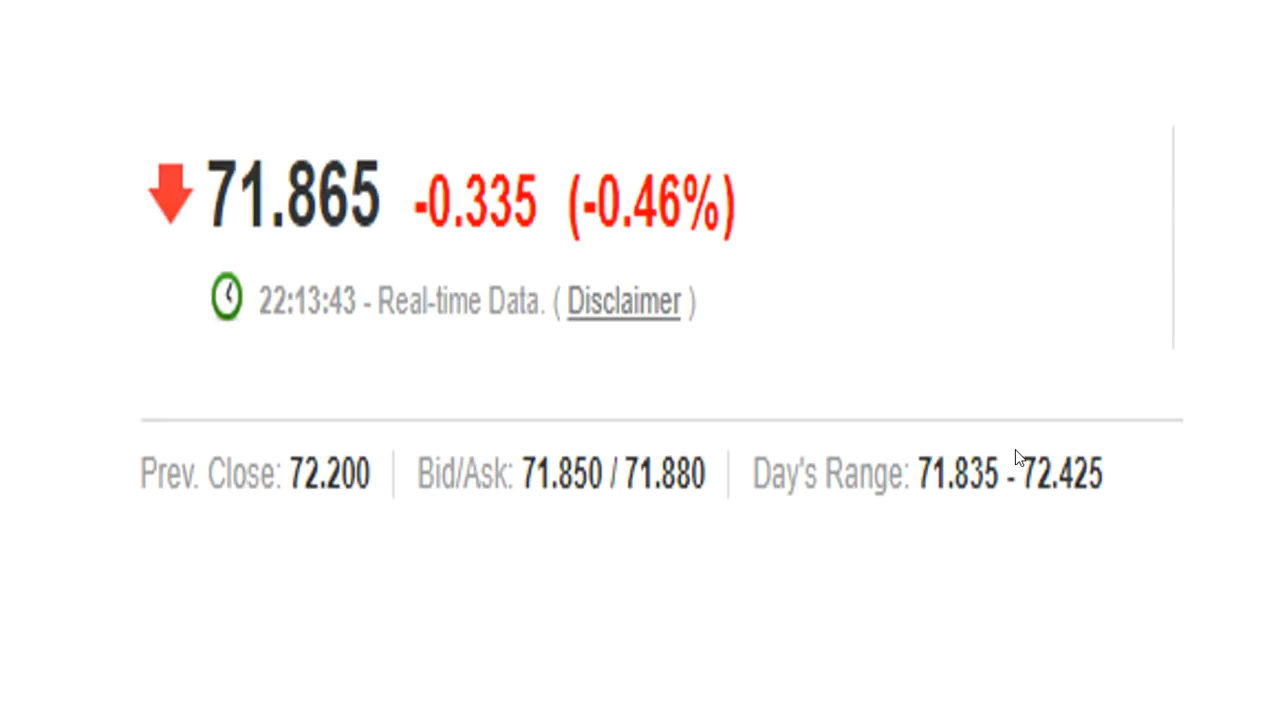 71.865 -0.335 (-0.46%)
22:13:43 - Real-time Data. ( Disclaimer )
Prev. Close: 72.200 Bid/Ask: 71.850 / 71.880 Day's Range: 71.835 - 72.425